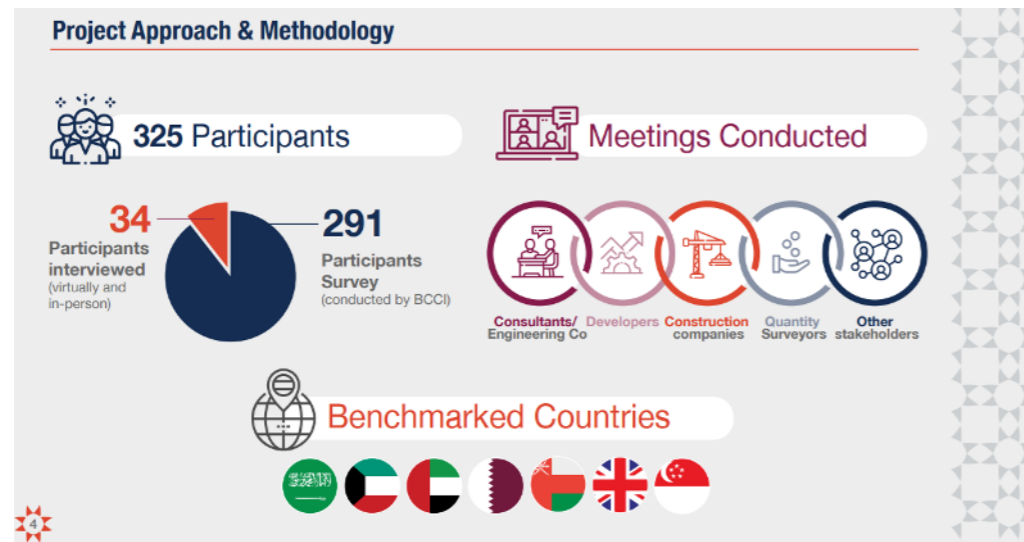 Project Approach & Methodology
325 Participants
34
Participants
interviewed
(virtually and
in-person)
291
Participants
Survey
(conducted by BCCI)
Meetings Conducted
Consultants/
Engineering Co
Developers
Construction
companies
Quantity
Surveyors
Other
stakeholders
Benchmarked Countries
4